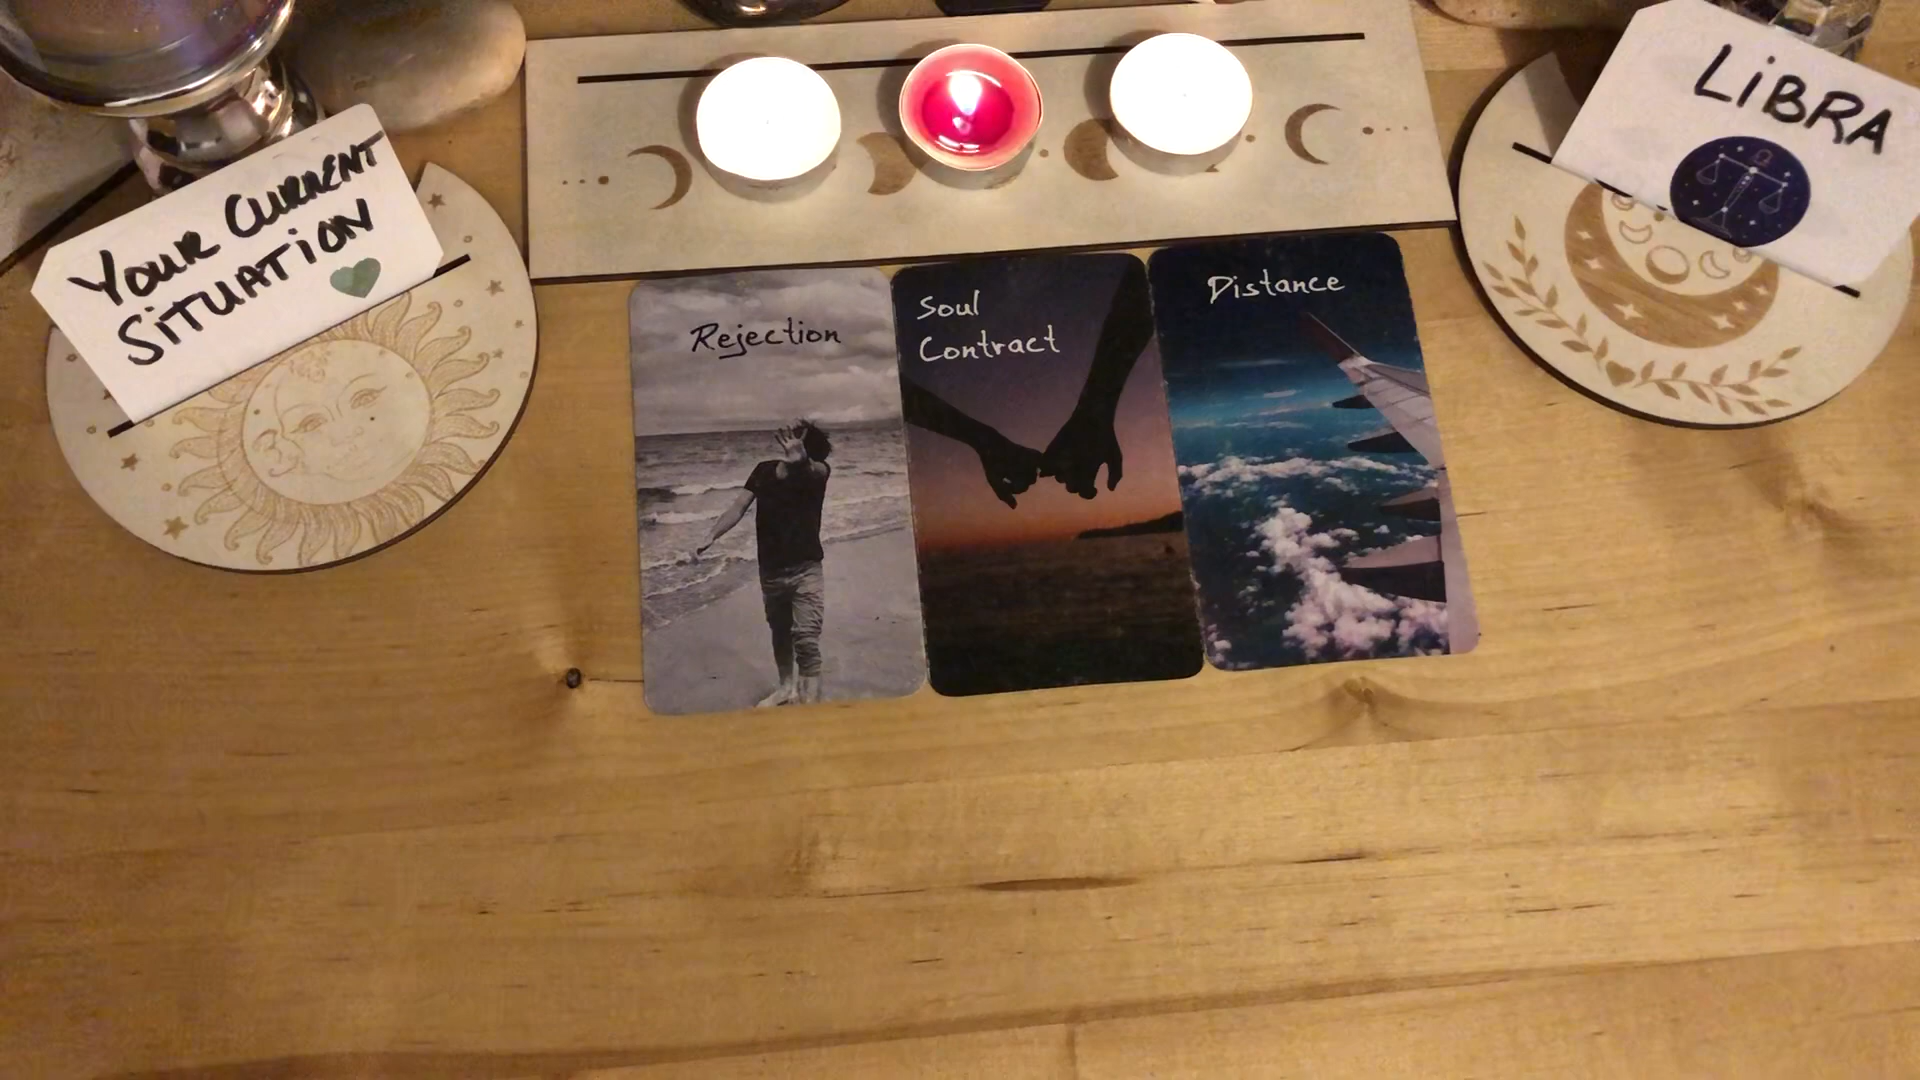 YOUR CURRENT
SITUATION
LiBRA
Rejection
Soul
Contract
Distance